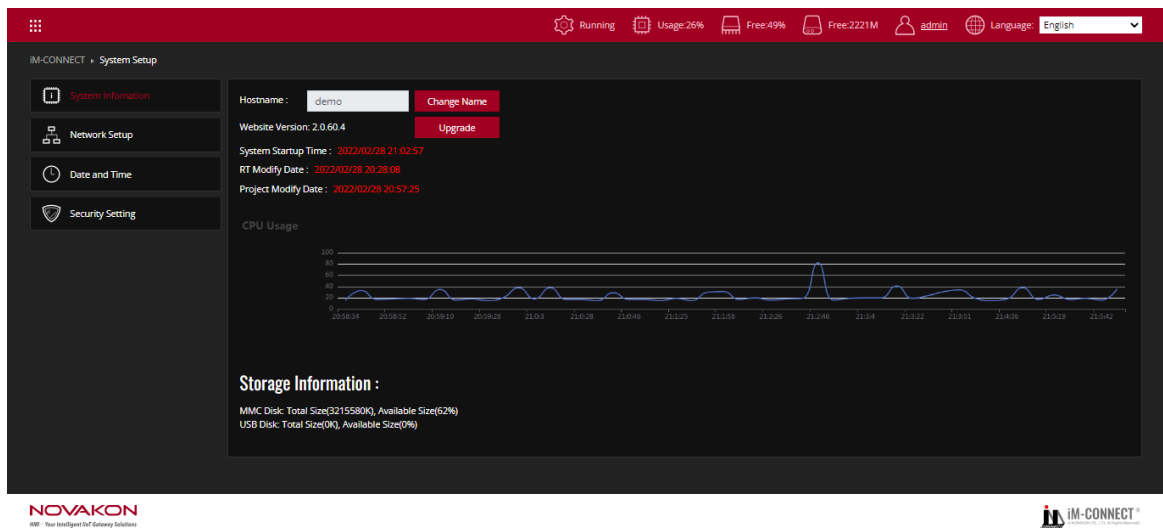 Running Usage:26% Free:49% Free:2221M admin Language: English
iM-CONNECT ▸ System Setup
System Infomation
Network Setup
Date and Time
Security Setting
Hostname : demo Change Name
Website Version: 2.0.60.4 Upgrade
System Startup Time : 2022/02/28 21:02:57
RT Modify Date : 2022/02/28 20:28:08
Project Modify Date : 2022/02/28 20:57:25
CPU Usage
100
80
60
40
20
0
20:58:34 20:58:52 20:59:10 20:59:28 21:0:3 21:0:28 21:0:46 21:1:25 21:1:58 21:2:26 21:2:46 21:3:4 21:3:22 21:3:51 21:4:36 21:5:19 21:5:42
Storage Information :
MMC Disk: Total Size(3215580K), Available Size(62%)
USB Disk: Total Size(0K), Available Size(0%)
NOVAKON
HMI - Your Intelligent IIoT Gateway Solutions
iM-CONNECT ®